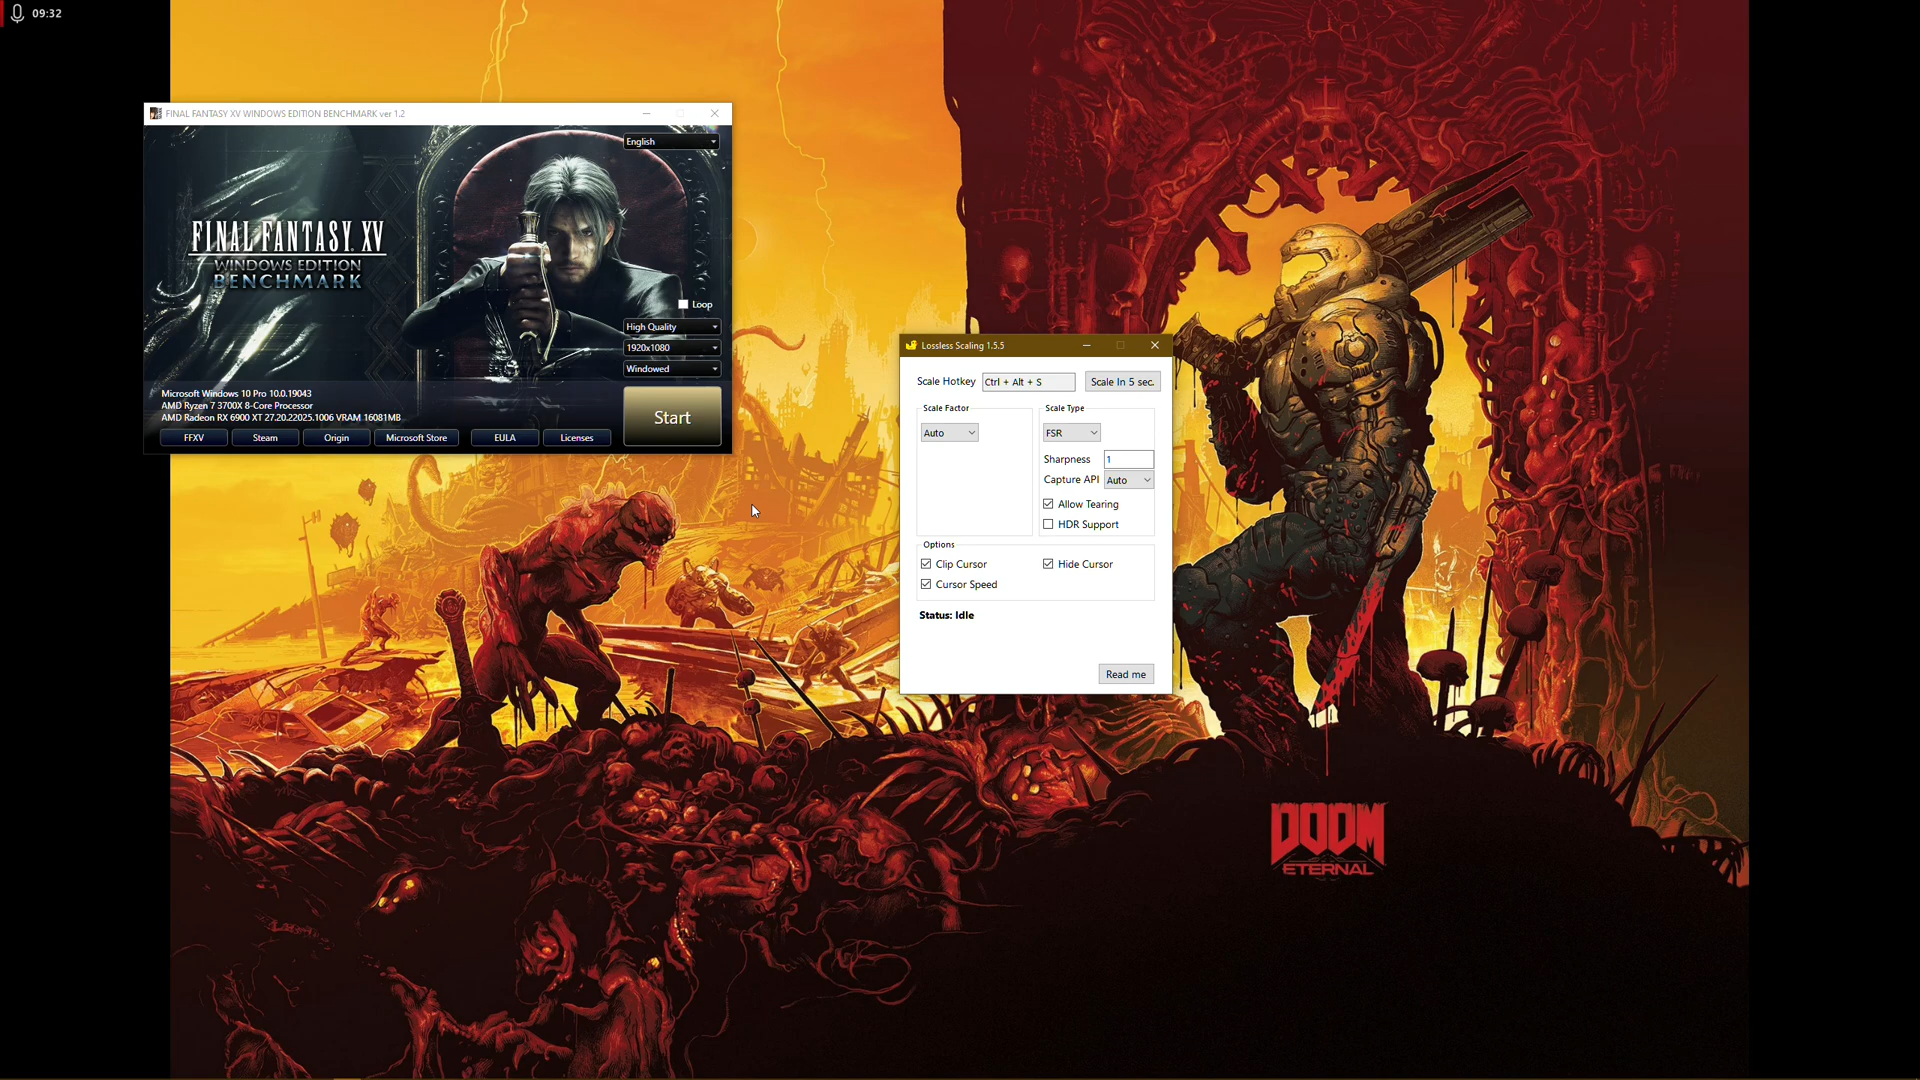 09:32
FINAL FANTASY XV WINDOWS EDITION BENCHMARK ver 1.2
English
FINAL FANTASY XV
WINDOWS EDITION
BENCHMARK
Loop
High Quality
1920x1080
Windowed
Microsoft Windows 10 Pro 10.0.19043
AMD Ryzen 7 3700X 8-Core Processor
AMD Radeon RX 6900 XT 27.20.22025.1006 VRAM 16081MB
Start
FFXV Steam Origin Microsoft Store EULA Licenses
Lossless Scaling 1.5.5
Scale Hotkey Ctrl + Alt + S Scale In 5 sec.
Scale Factor Scale Type
Auto FSR
Sharpness 1
Capture API Auto
Allow Tearing
HDR Support
Options
Clip Cursor Hide Cursor
Cursor Speed
Status: Idle
Read me
DOOM
ETERNAL